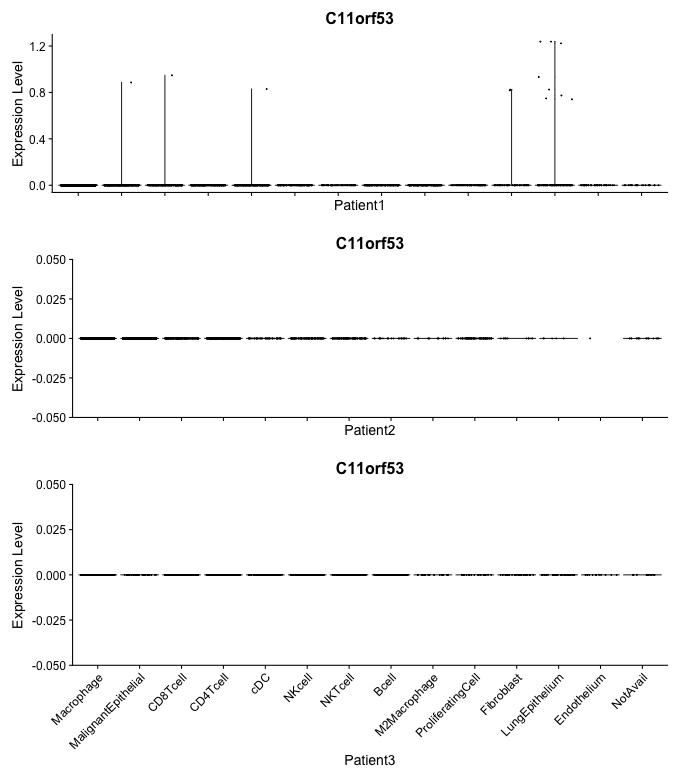 C11orf53
Expression Level
1.2
0.8
0.4
0.0
Patient1
C11orf53
Expression Level
0.050
0.025
0.000
-0.025
-0.050
Patient2
C11orf53
Expression Level
0.050
0.025
0.000
-0.025
-0.050
Macrophage
MalignantEpithelial
CD8Tcell
CD4Tcell
cDC
NKcell
NKTcell
Bcell
M2Macrophage
ProliferatingCell
Fibroblast
LungEpithelium
Endothelium
NotAvail
Patient3